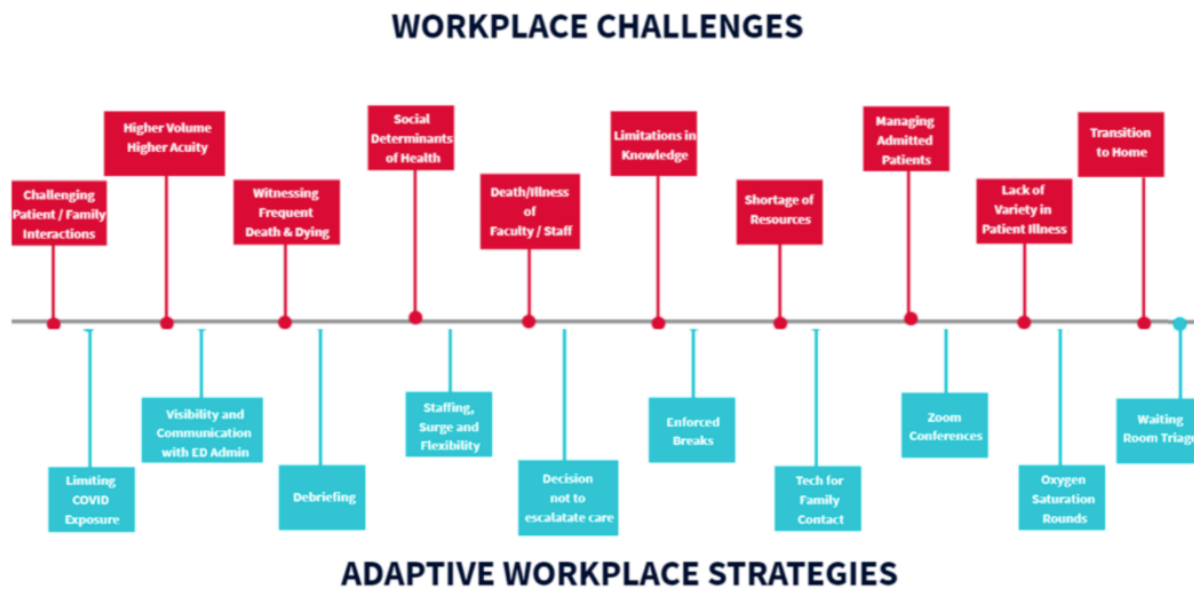 WORKPLACE CHALLENGES
Challenging
Patient / Family
Interactions
Higher Volume
Higher Acuity
Witnessing
Frequent
Death & Dying
Social
Determinants
of Health
Death/Illness
of
Faculty / Staff
Limitations in
Knowledge
Shortage of
Resources
Managing
Admitted
Patients
Lack of
Variety in
Patient Illness
Transition
to Home
Limiting
COVID
Exposure
Visibility and
Communication
with ED Admin
Debriefing
Staffing,
Surge and
Flexibility
Decision
not to
escalatate care
Enforced
Breaks
Tech for
Family
Contact
Zoom
Conferences
Oxygen
Saturation
Rounds
Waiting
Room Triage
ADAPTIVE WORKPLACE STRATEGIES